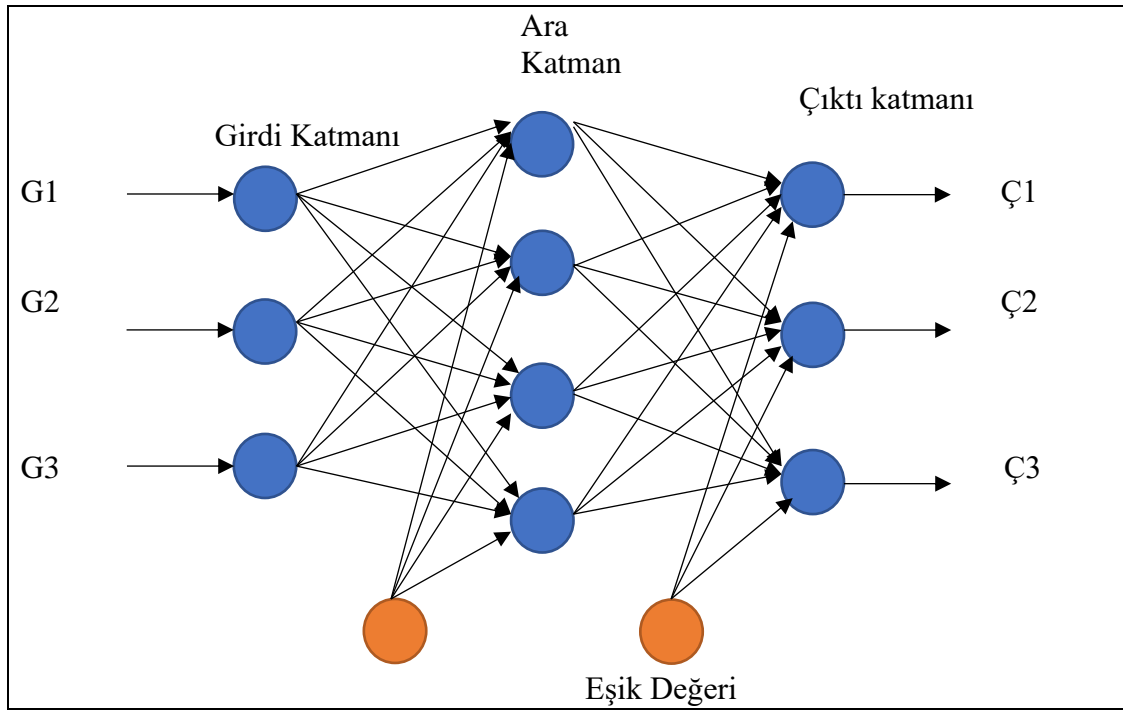 Ara
Katman
Çıktı katmanı
Girdi Katmanı
G1
Ç1
G2
Ç2
G3
Ç3
Eşik Değeri